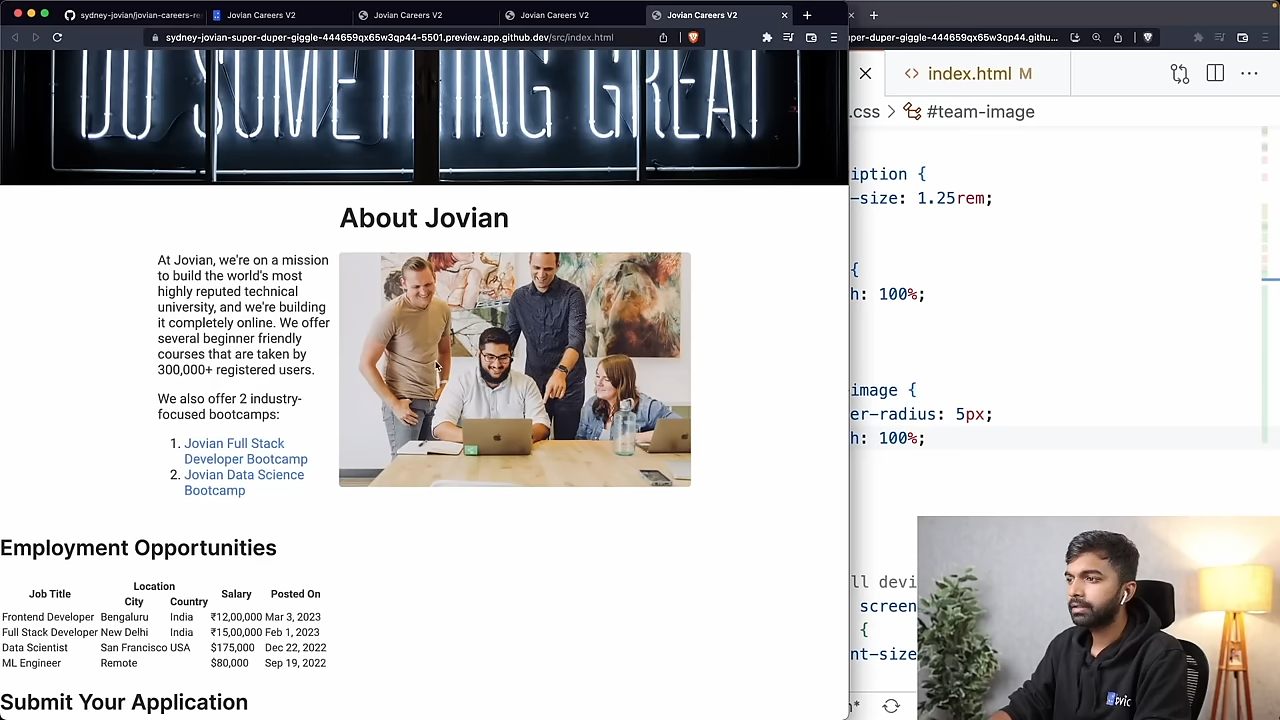 sydney-jovian/jovian-careers-re
Jovian Careers V2
Jovian Careers V2
Jovian Careers V2
Jovian Careers V2
sydney-jovian-super-duper-giggle-444659qx65w3qp44-5501.preview.app.github.dev/src/index.html
per-duper-giggle-444659qx65w3qp44.githu...
index.html M
.css > #team-image
DO SOMETHING GREAT
About Jovian
At Jovian, we're on a mission
to build the world's most
highly reputed technical
university, and we're building
it completely online. We offer
several beginner friendly
courses that are taken by
300,000+ registered users.
We also offer 2 industry-
focused bootcamps:
1. Jovian Full Stack
Developer Bootcamp
2. Jovian Data Science
Bootcamp
Employment Opportunities
Job Title Location Salary Posted On
City Country
Frontend Developer Bengaluru India ₹12,00,000 Mar 3, 2023
Full Stack Developer New Delhi India ₹15,00,000 Feb 1, 2023
Data Scientist San Francisco USA $175,000 Dec 22, 2022
ML Engineer Remote Sep 19, 2022
Submit Your Application
iption {
-size: 1.25rem;
{
h: 100%;
image {
er-radius: 5px;
h: 100%;
ll devi
screen
{
nt-size